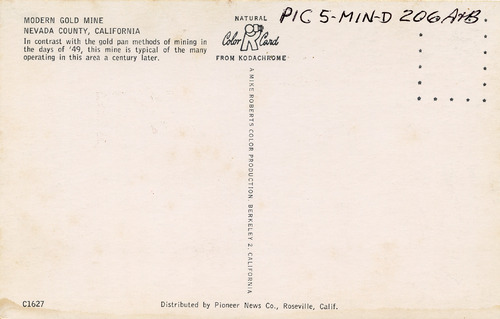 MODERN GOLD MINE
NEVADA COUNTY, CALIFORNIA
In contrast with the gold pan methods of mining in
the days of '49, this mine is typical of the many
operating in this area a century later.
NATURAL
Color Card
FROM KODACHROME
PIC 5-MIN-D 206 A+B.
A MIKE ROBERTS COLOR PRODUCTION, BERKELEY 2, CALIFORNIA
C1627
Distributed by Pioneer News Co., Roseville, Calif.